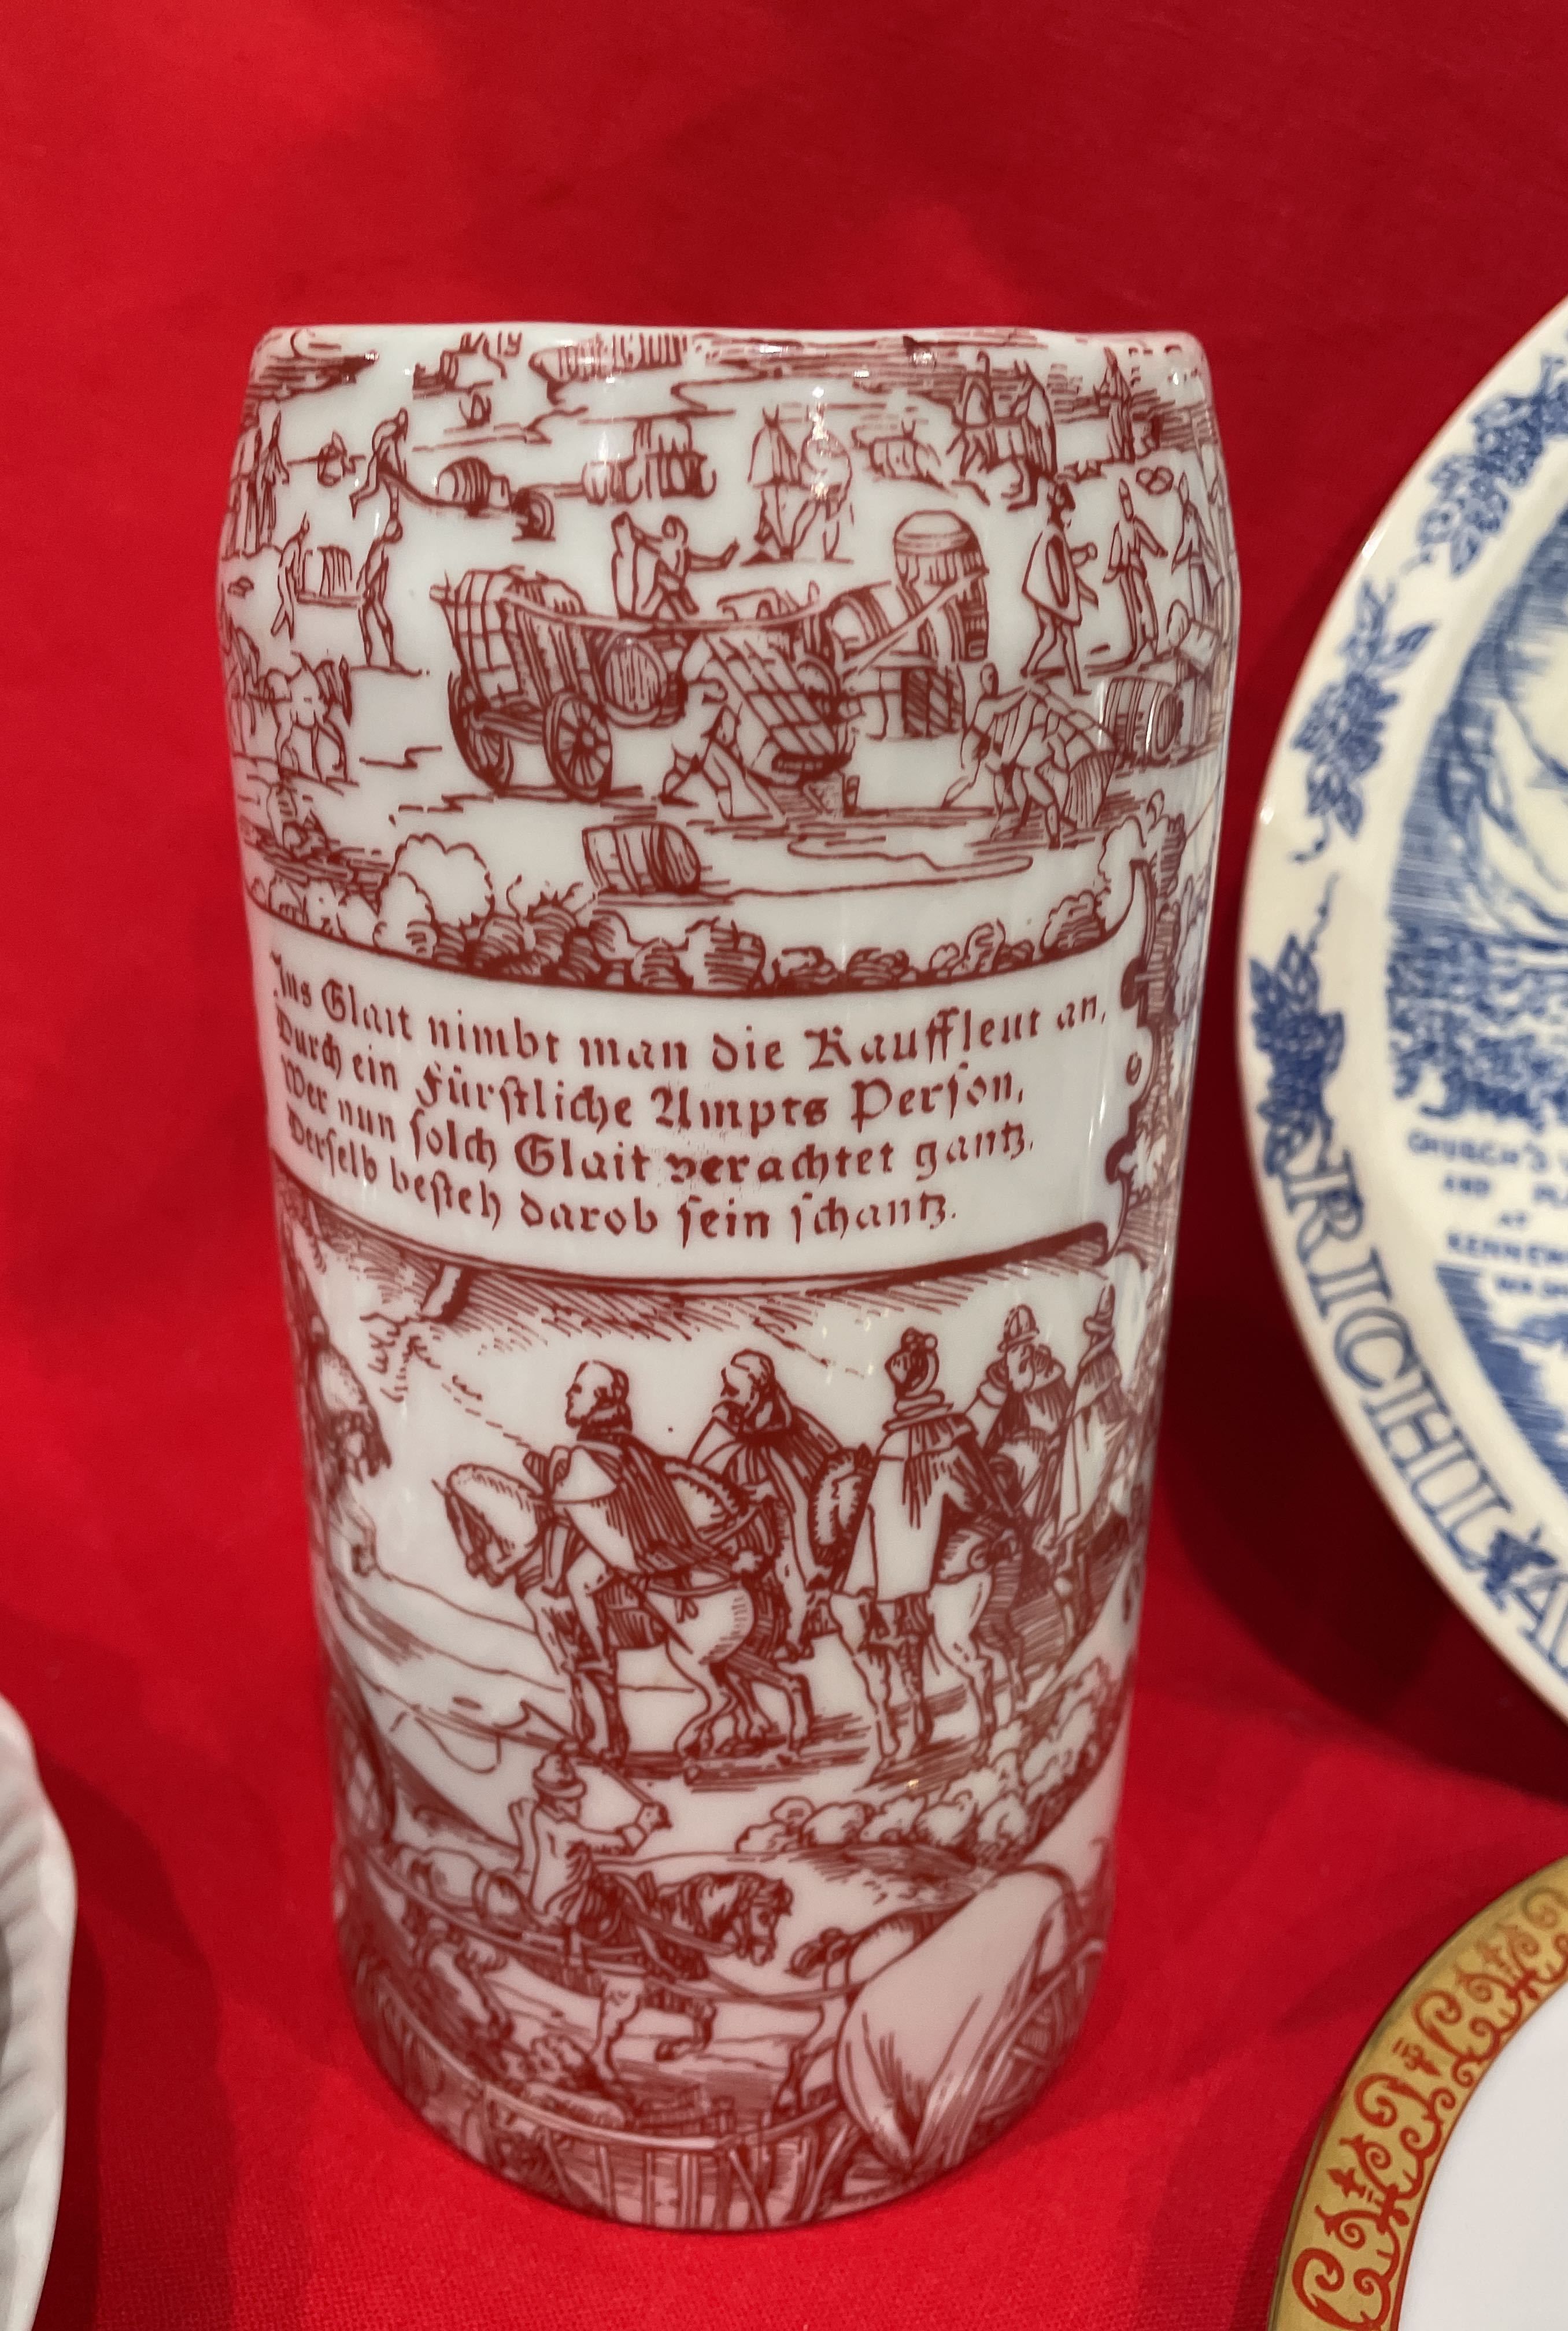 Ins Glait nimbt man die Kauffleut an,
Durch ein Fürstliche Ampts Person,
Wer nun solch Glait verachtet gantz,
Derselb besteh darob sein schantz.
CHURCH'S
AND
AT
RICHL